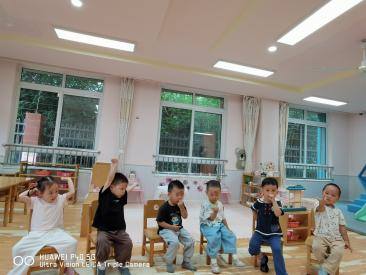 HUAWEI P40 5G
Ultra Vision LEICA Triple Camera